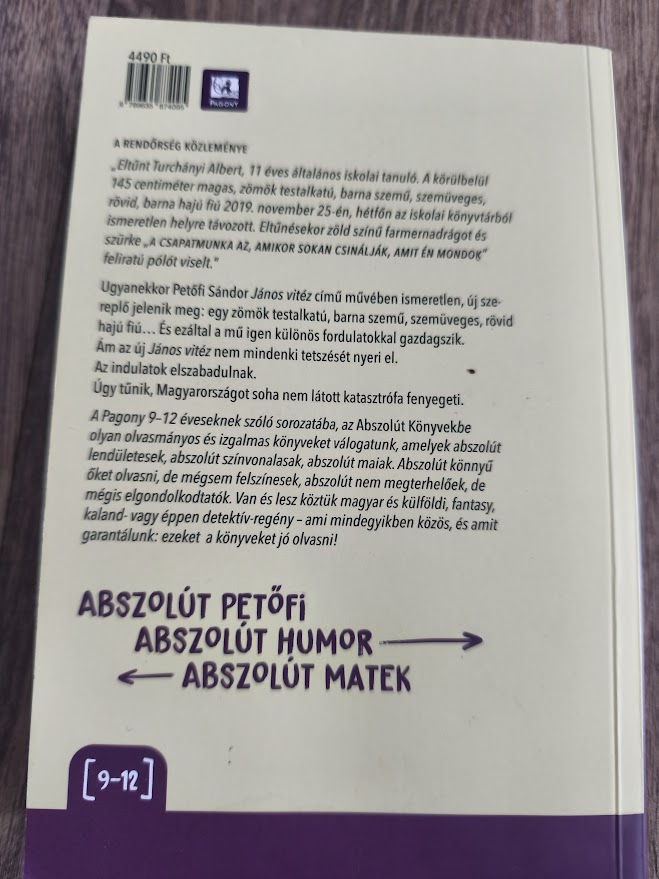 4490 Ft
PAGONY
A RENDŐRSÉG KÖZLEMÉNYE
„Eltűnt Turchányi Albert, 11 éves általános iskolai tanuló. A körülbelül
145 centiméter magas, zömök testalkatú, barna szemű, szemüveges,
rövid, barna hajú fiú 2019. november 25-én, hétfőn az iskolai könyvtárból
ismeretlen helyre távozott. Eltűnésekor zöld színű farmernadrágot és
szürke „A CSAPATMUNKA AZ, AMIKOR SOKAN CSINÁLJÁK, AMIT ÉN MONDOK"
feliratú pólót viselt."
Ugyanekkor Petőfi Sándor János vitéz című művében ismeretlen, új sze-
replő jelenik meg: egy zömök testalkatú, barna szemű, szemüveges, rövid
hajú fiú… És ezáltal a mű igen különös fordulatokkal gazdagszik.
Ám az új János vitéz nem mindenki tetszését nyeri el.
Az indulatok elszabadulnak.
Úgy tűnik, Magyarországot soha nem látott katasztrófa fenyegeti.
A Pagony 9–12 éveseknek szóló sorozatába, az Abszolút Könyvekbe
olyan olvasmányos és izgalmas könyveket válogatunk, amelyek abszolút
lendületesek, abszolút színvonalasak, abszolút maiak. Abszolút könnyű
őket olvasni, de mégsem felszínesek, abszolút nem megterhelőek, de
mégis elgondolkodtatók. Van és lesz köztük magyar és külföldi, fantasy,
kaland- vagy éppen detektív-regény – ami mindegyikben közös, és amit
garantálunk: ezeket a könyveket jó olvasni!
ABSZOLÚT PETŐFI
ABSZOLÚT HUMOR
ABSZOLÚT MATEK
[9–12]